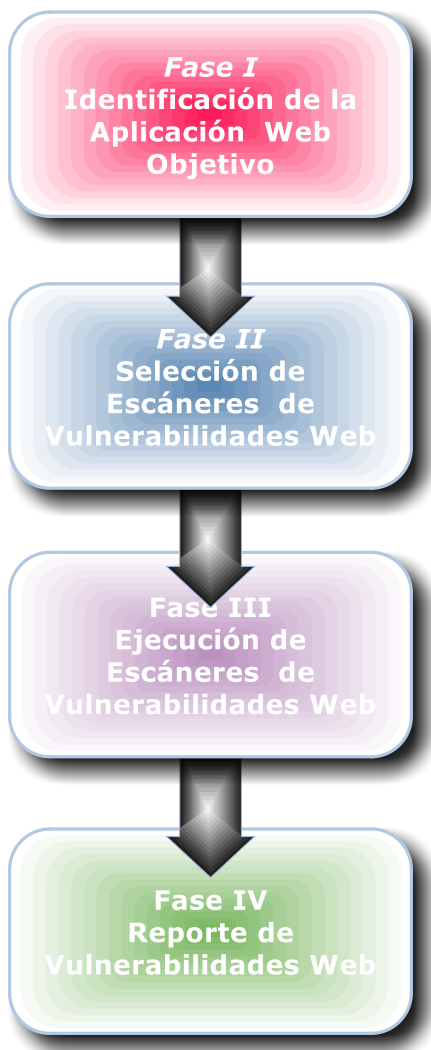 Fase I
Identificación de la
Aplicación Web
Objetivo
Fase II
Selección de
Escáneres de
Vulnerabilidades Web
Fase III
Ejecución de
Escáneres de
Vulnerabilidades Web
Fase IV
Reporte de
Vulnerabilidades Web